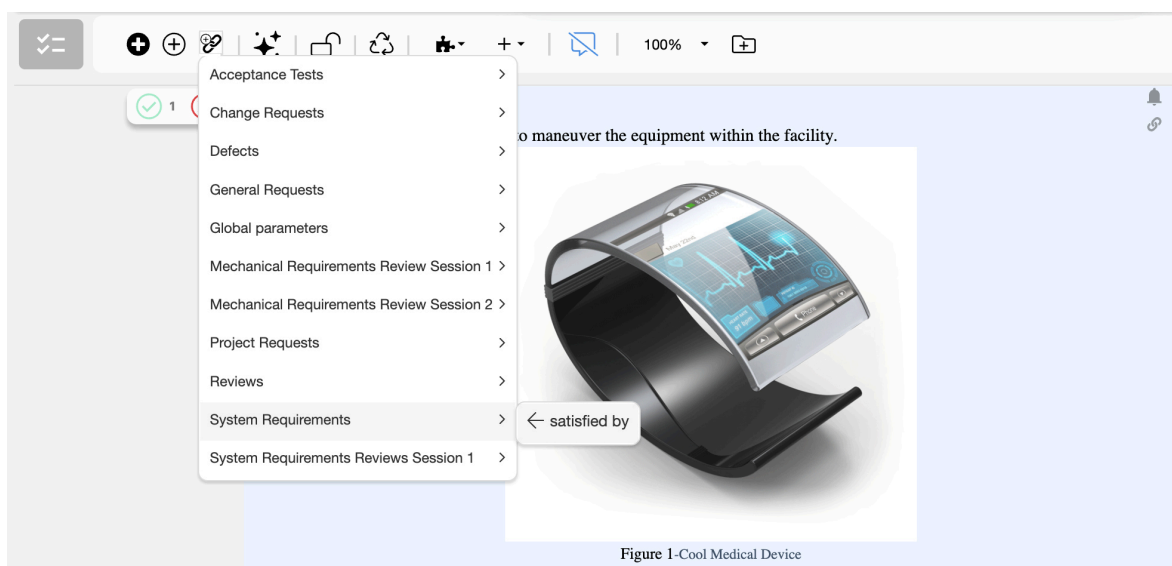 100%
Acceptance Tests
1
Change Requests
Defects
to maneuver the equipment within the facility.
General Requests
Global parameters
Mechanical Requirements Review Session 1
Mechanical Requirements Review Session 2
Project Requests
Reviews
System Requirements
satisfied by
System Requirements Reviews Session 1
Figure 1-Cool Medical Device